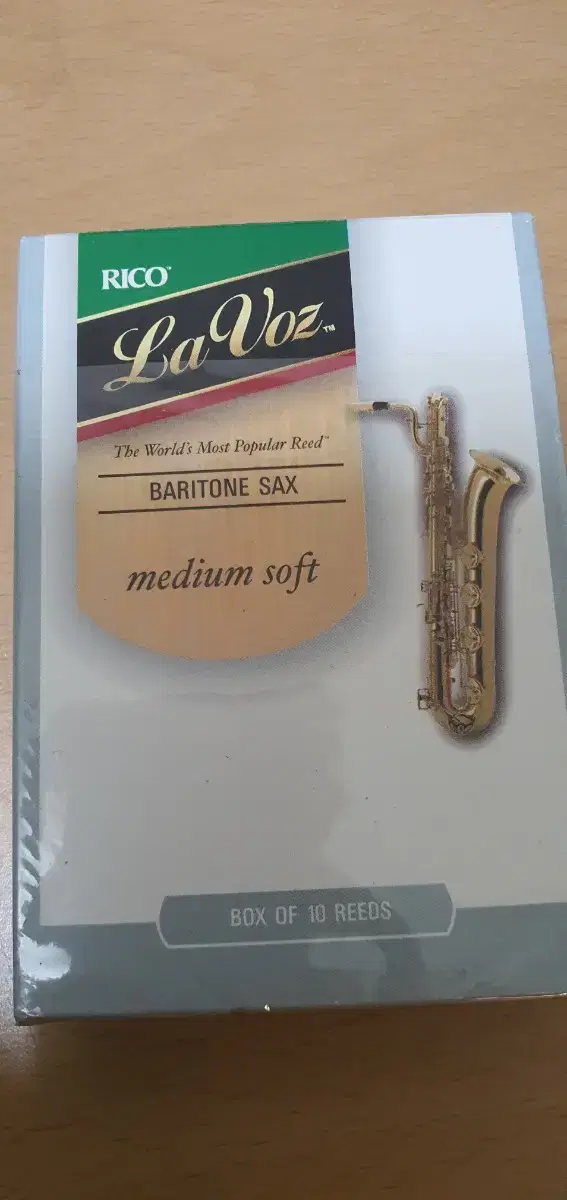 RICO®
La Voz™
The World's Most Popular Reed™
BARITONE SAX
medium soft
BOX OF 10 REEDS